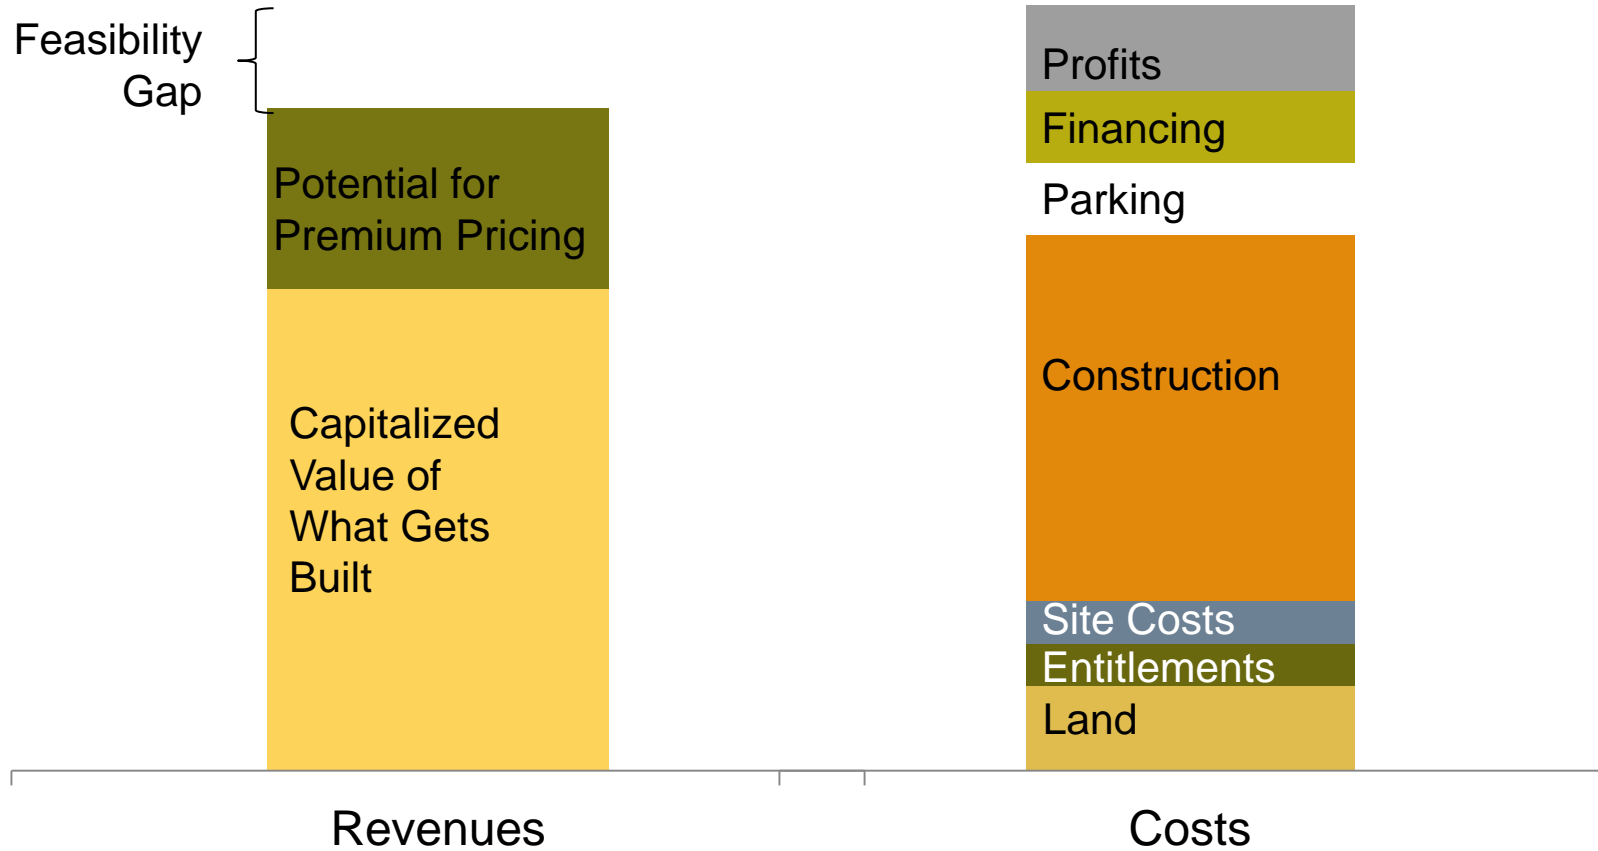 Feasibility
Gap
Potential for
Premium Pricing
Capitalized
Value of
What Gets
Built
Revenues
Profits
Financing
Parking
Construction
Site Costs
Entitlements
Land
Costs